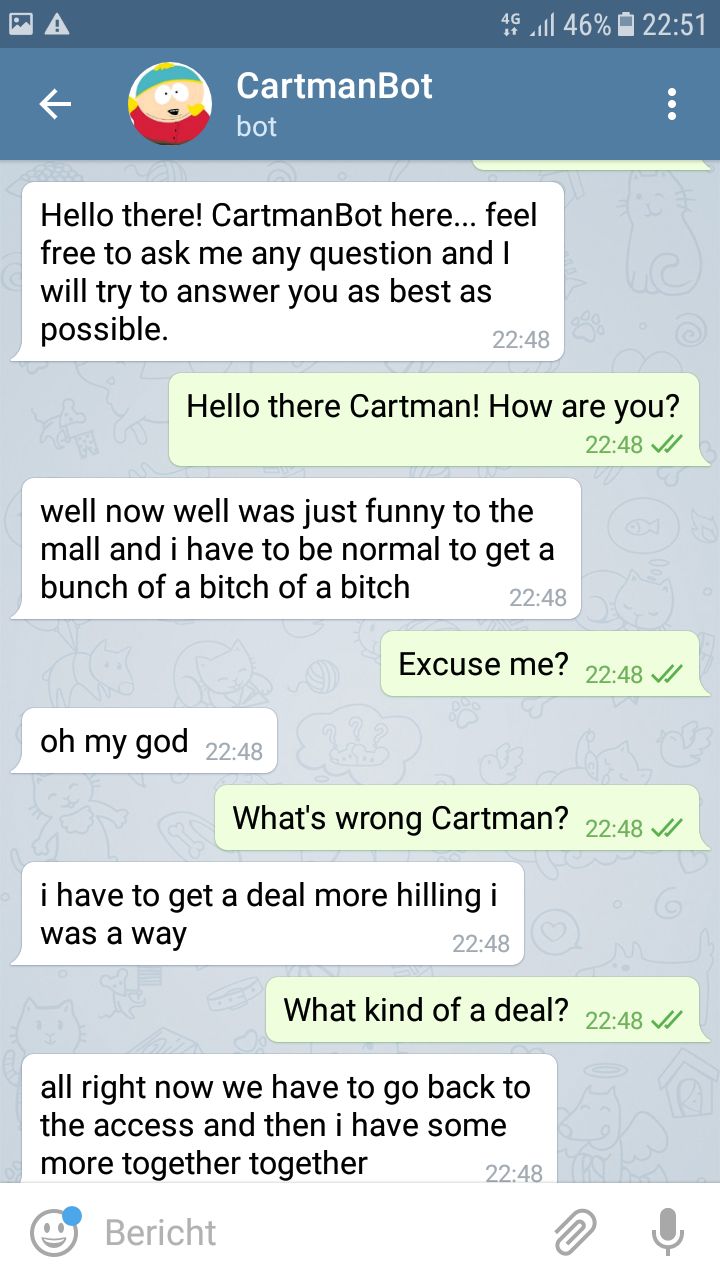 4G 46% 22:51
CartmanBot
bot
Hello there! CartmanBot here... feel
free to ask me any question and I
will try to answer you as best as
possible. 22:48
Hello there Cartman! How are you?
22:48
well now well was just funny to the
mall and i have to be normal to get a
bunch of a bitch of a bitch 22:48
Excuse me? 22:48
oh my god 22:48
What's wrong Cartman? 22:48
i have to get a deal more hilling i
was a way 22:48
What kind of a deal? 22:48
all right now we have to go back to
the access and then i have some
more together together 22:48
Bericht